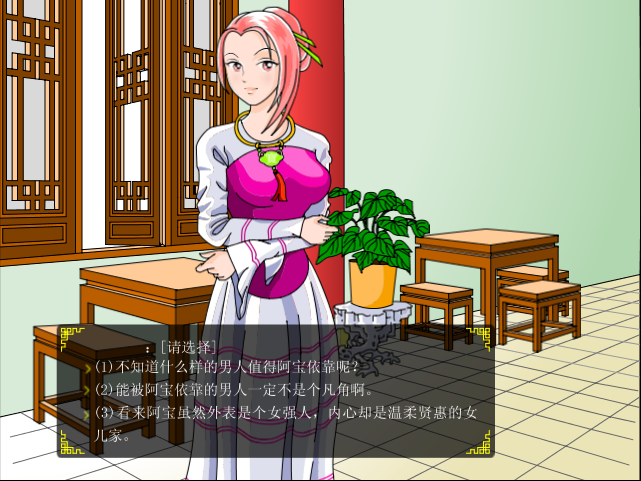 ：[请选择]
(1)不知道什么样的男人值得阿宝依靠呢？
(2)能被阿宝依靠的男人一定不是个凡角啊。
(3)看来阿宝虽然外表是个女强人，内心却是温柔贤惠的女
儿家。